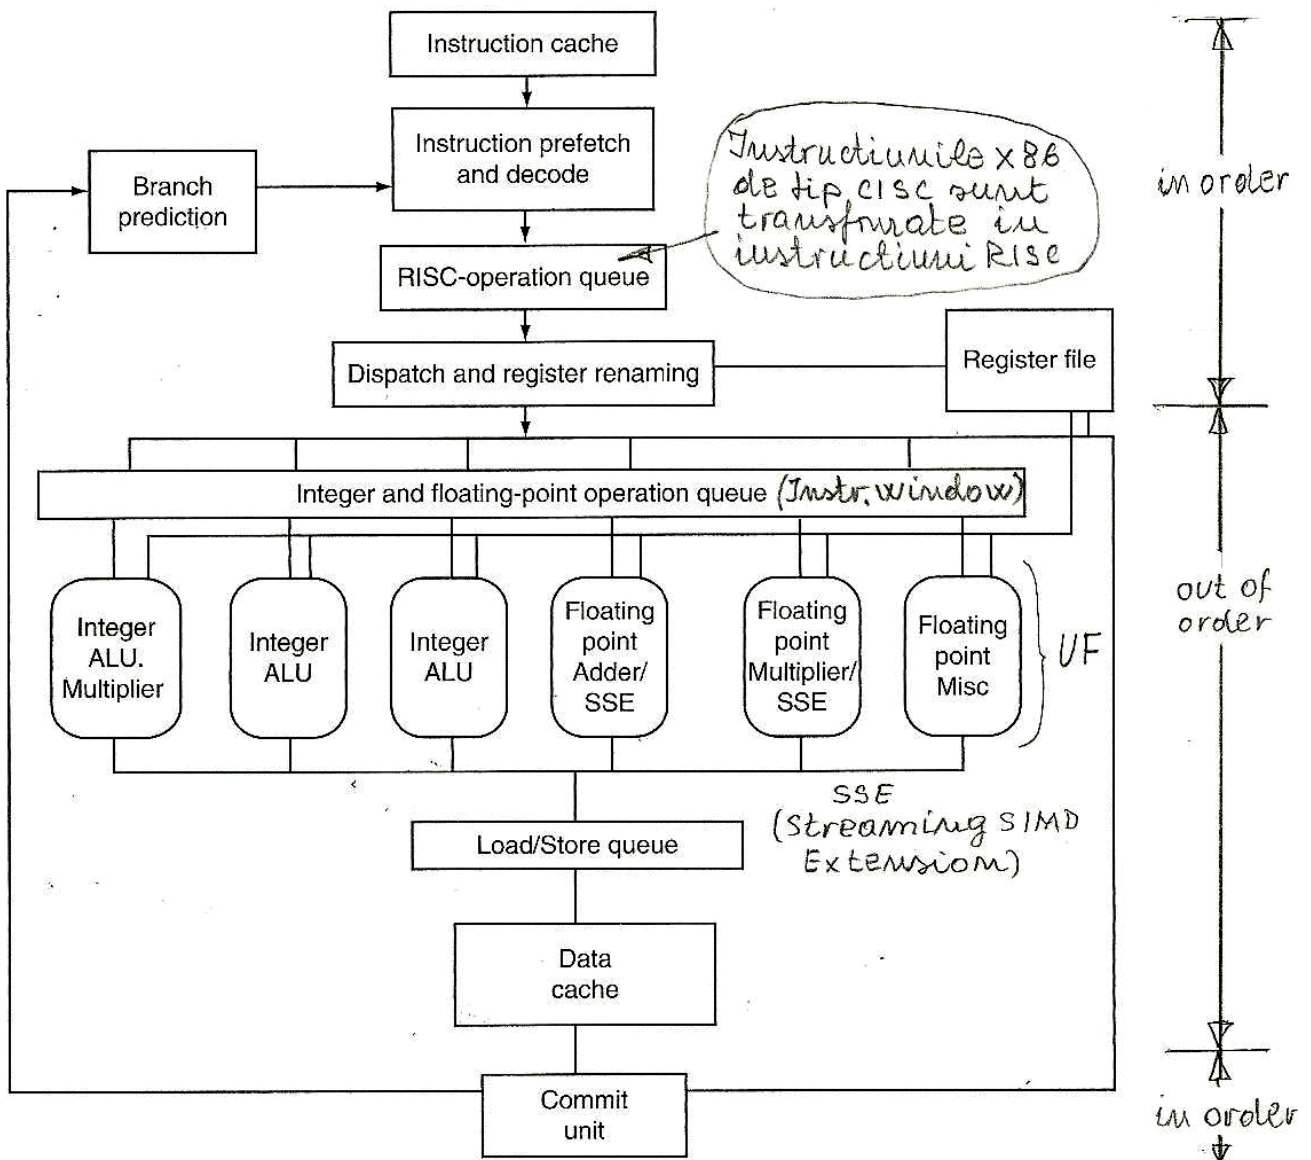 Instruction cache
Instruction prefetch
and decode
Branch
prediction
Instructiunile x86
de tip CISC sunt
transformate in
instructiuni RISC
in order
RISC-operation queue
Dispatch and register renaming
Register file
Integer and floating-point operation queue (Instr. window)
Integer
ALU.
Multiplier
Integer
ALU
Integer
ALU
Floating
point
Adder/
SSE
Floating
point
Multiplier/
SSE
Floating
point
Misc
UF
out of
order
SSE
(Streaming SIMD
Extension)
Load/Store queue
Data
cache
Commit
unit
in order